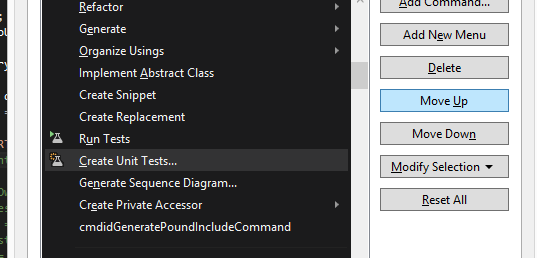 Refactor
Generate
Organize Usings
Implement Abstract Class
Create Snippet
Create Replacement
Run Tests
Create Unit Tests...
Generate Sequence Diagram...
Create Private Accessor
cmdidGeneratePoundIncludeCommand
Add Command...
Add New Menu
Delete
Move Up
Move Down
Modify Selection
Reset All